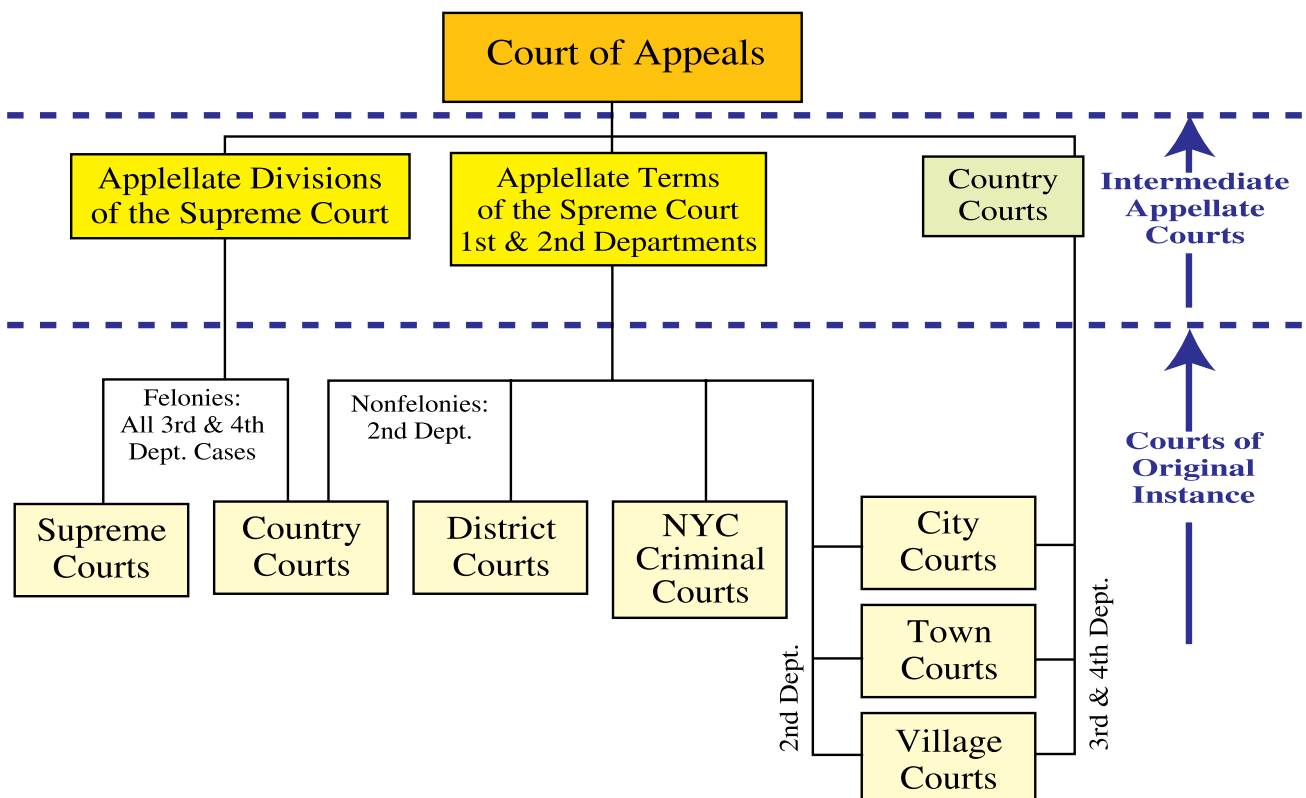 Court of Appeals
Applellate Divisions
of the Supreme Court
Applellate Terms
of the Spreme Court
1st & 2nd Departments
Country
Courts
Intermediate
Appellate
Courts
Felonies:
All 3rd & 4th
Dept. Cases
Nonfelonies:
2nd Dept.
Courts of
Original
Instance
Supreme
Courts
Country
Courts
District
Courts
NYC
Criminal
Courts
City
Courts
Town
Courts
Village
Courts
2nd Dept.
3rd & 4th Dept.